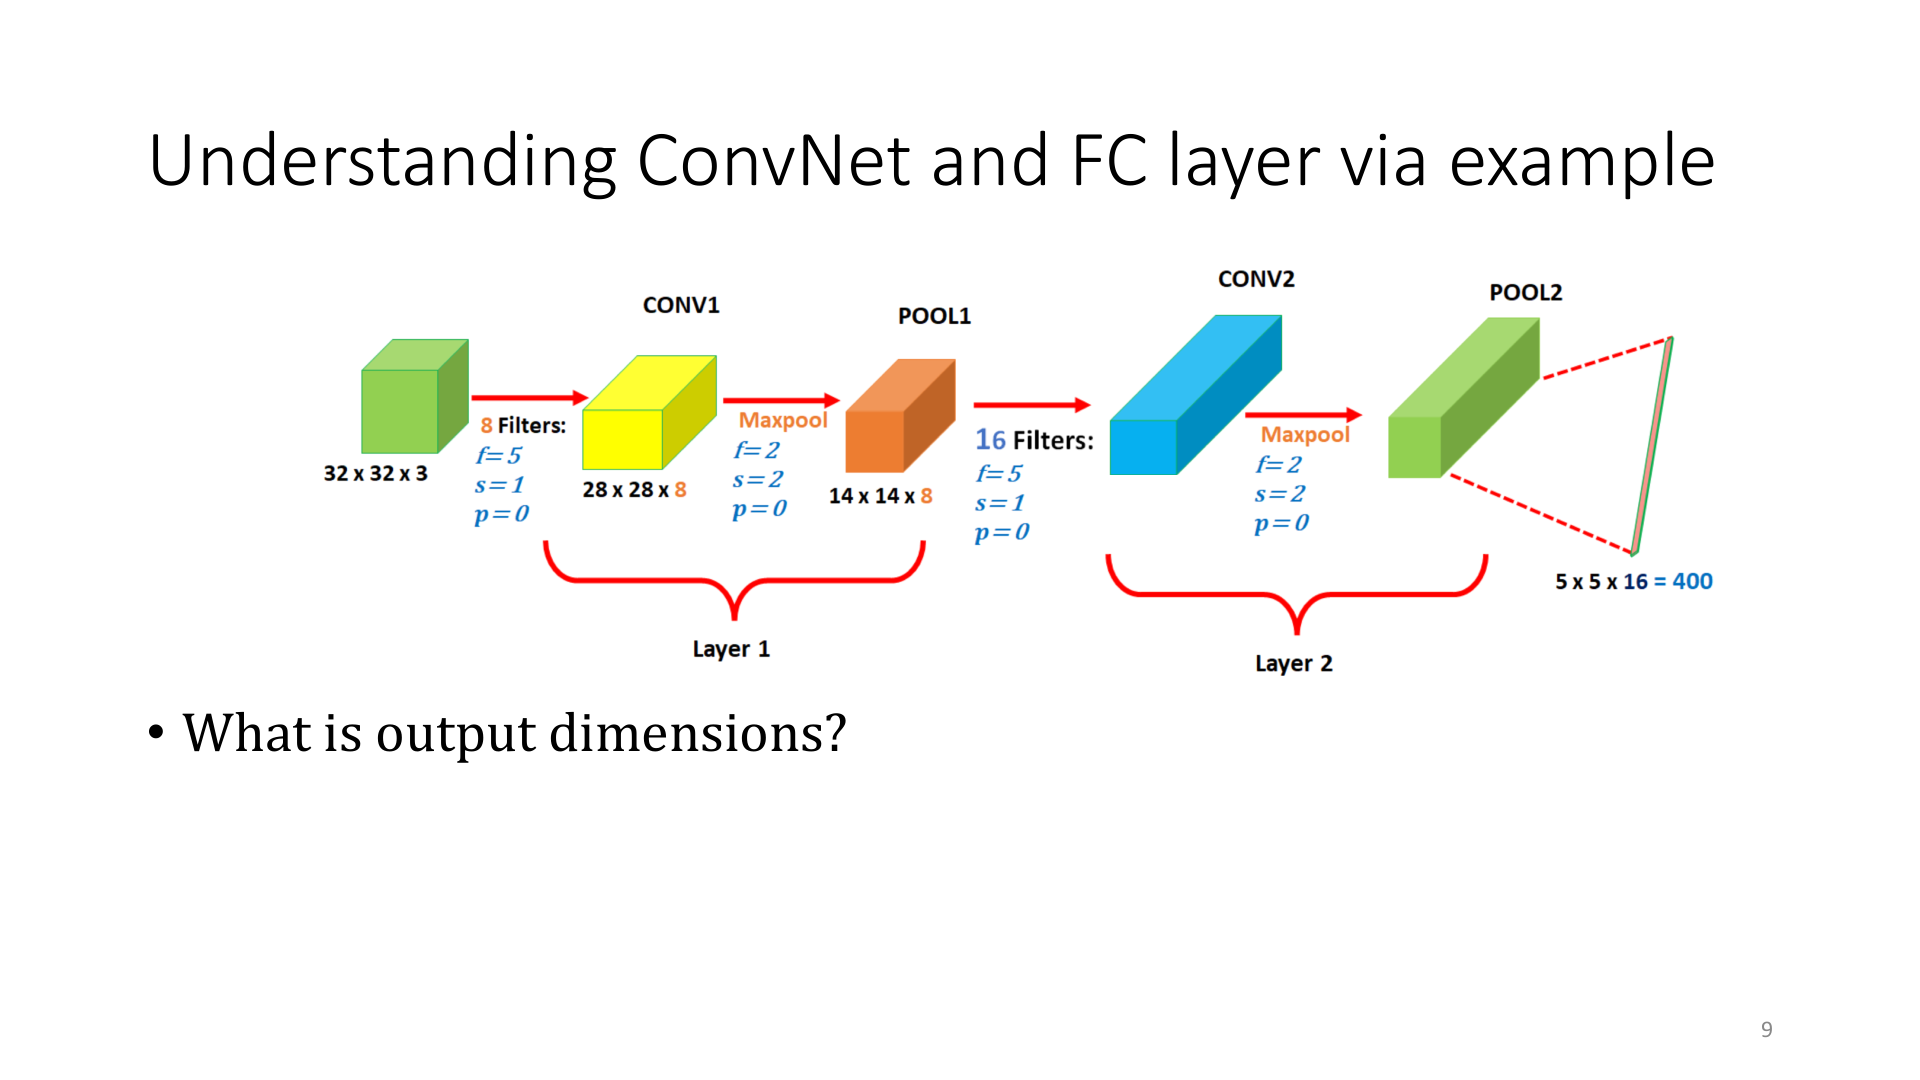 Understanding ConvNet and FC layer via example
CONV1
POOL1
CONV2
POOL2
32 x 32 x 3
8 Filters:
f=5
s=1
p=0
28 x 28 x 8
Maxpool
f=2
s=2
p=0
14 x 14 x 8
16 Filters:
f=5
s=1
p=0
Maxpool
f=2
s=2
p=0
5 x 5 x 16 = 400
Layer 1
Layer 2
• What is output dimensions?
9